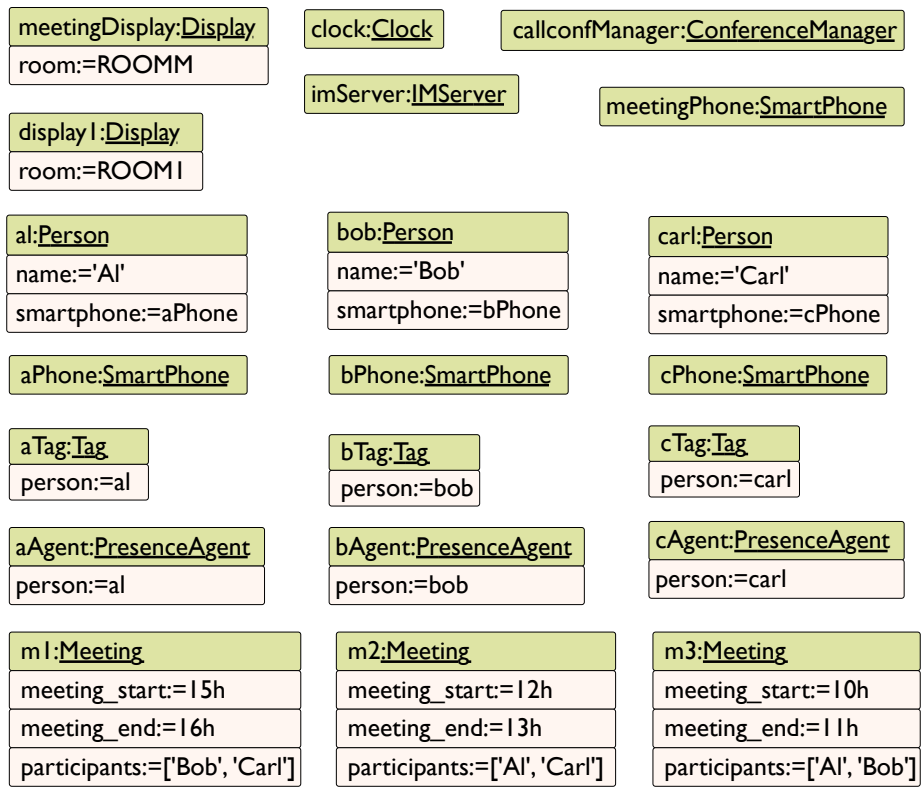 meetingDisplay:Display
room:=ROOMM
clock:Clock
callconfManager:ConferenceManager
imServer:IMServer
meetingPhone:SmartPhone
display1:Display
room:=ROOM1
al:Person
name:='Al'
smartphone:=aPhone
bob:Person
name:='Bob'
smartphone:=bPhone
carl:Person
name:='Carl'
smartphone:=cPhone
aPhone:SmartPhone
bPhone:SmartPhone
cPhone:SmartPhone
aTag:Tag
person:=al
bTag:Tag
person:=bob
cTag:Tag
person:=carl
aAgent:PresenceAgent
person:=al
bAgent:PresenceAgent
person:=bob
cAgent:PresenceAgent
person:=carl
m1:Meeting
meeting_start:=15h
meeting_end:=16h
participants:=['Bob', 'Carl']
m2:Meeting
meeting_start:=12h
meeting_end:=13h
participants:=['Al', 'Carl']
m3:Meeting
meeting_start:=10h
meeting_end:=11h
participants:=['Al', 'Bob']